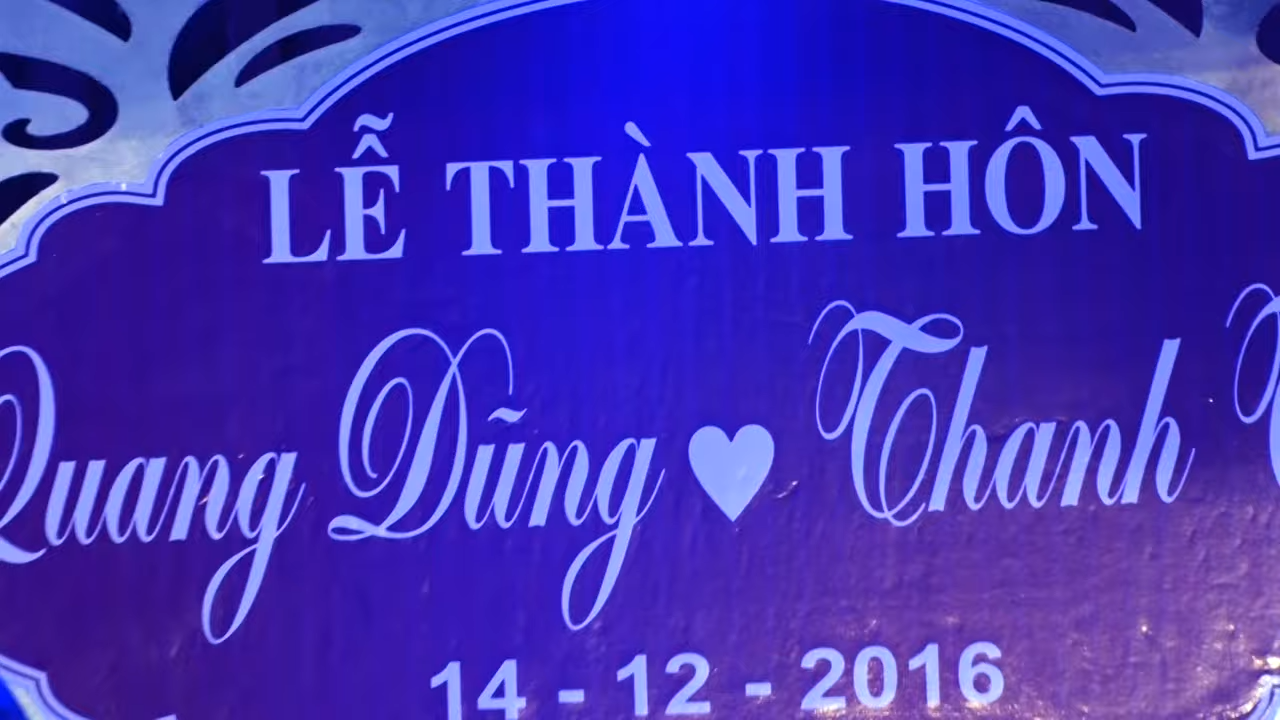 LỄ THÀNH HÔN
Quang Dũng ♥ Thanh
14 - 12 - 2016